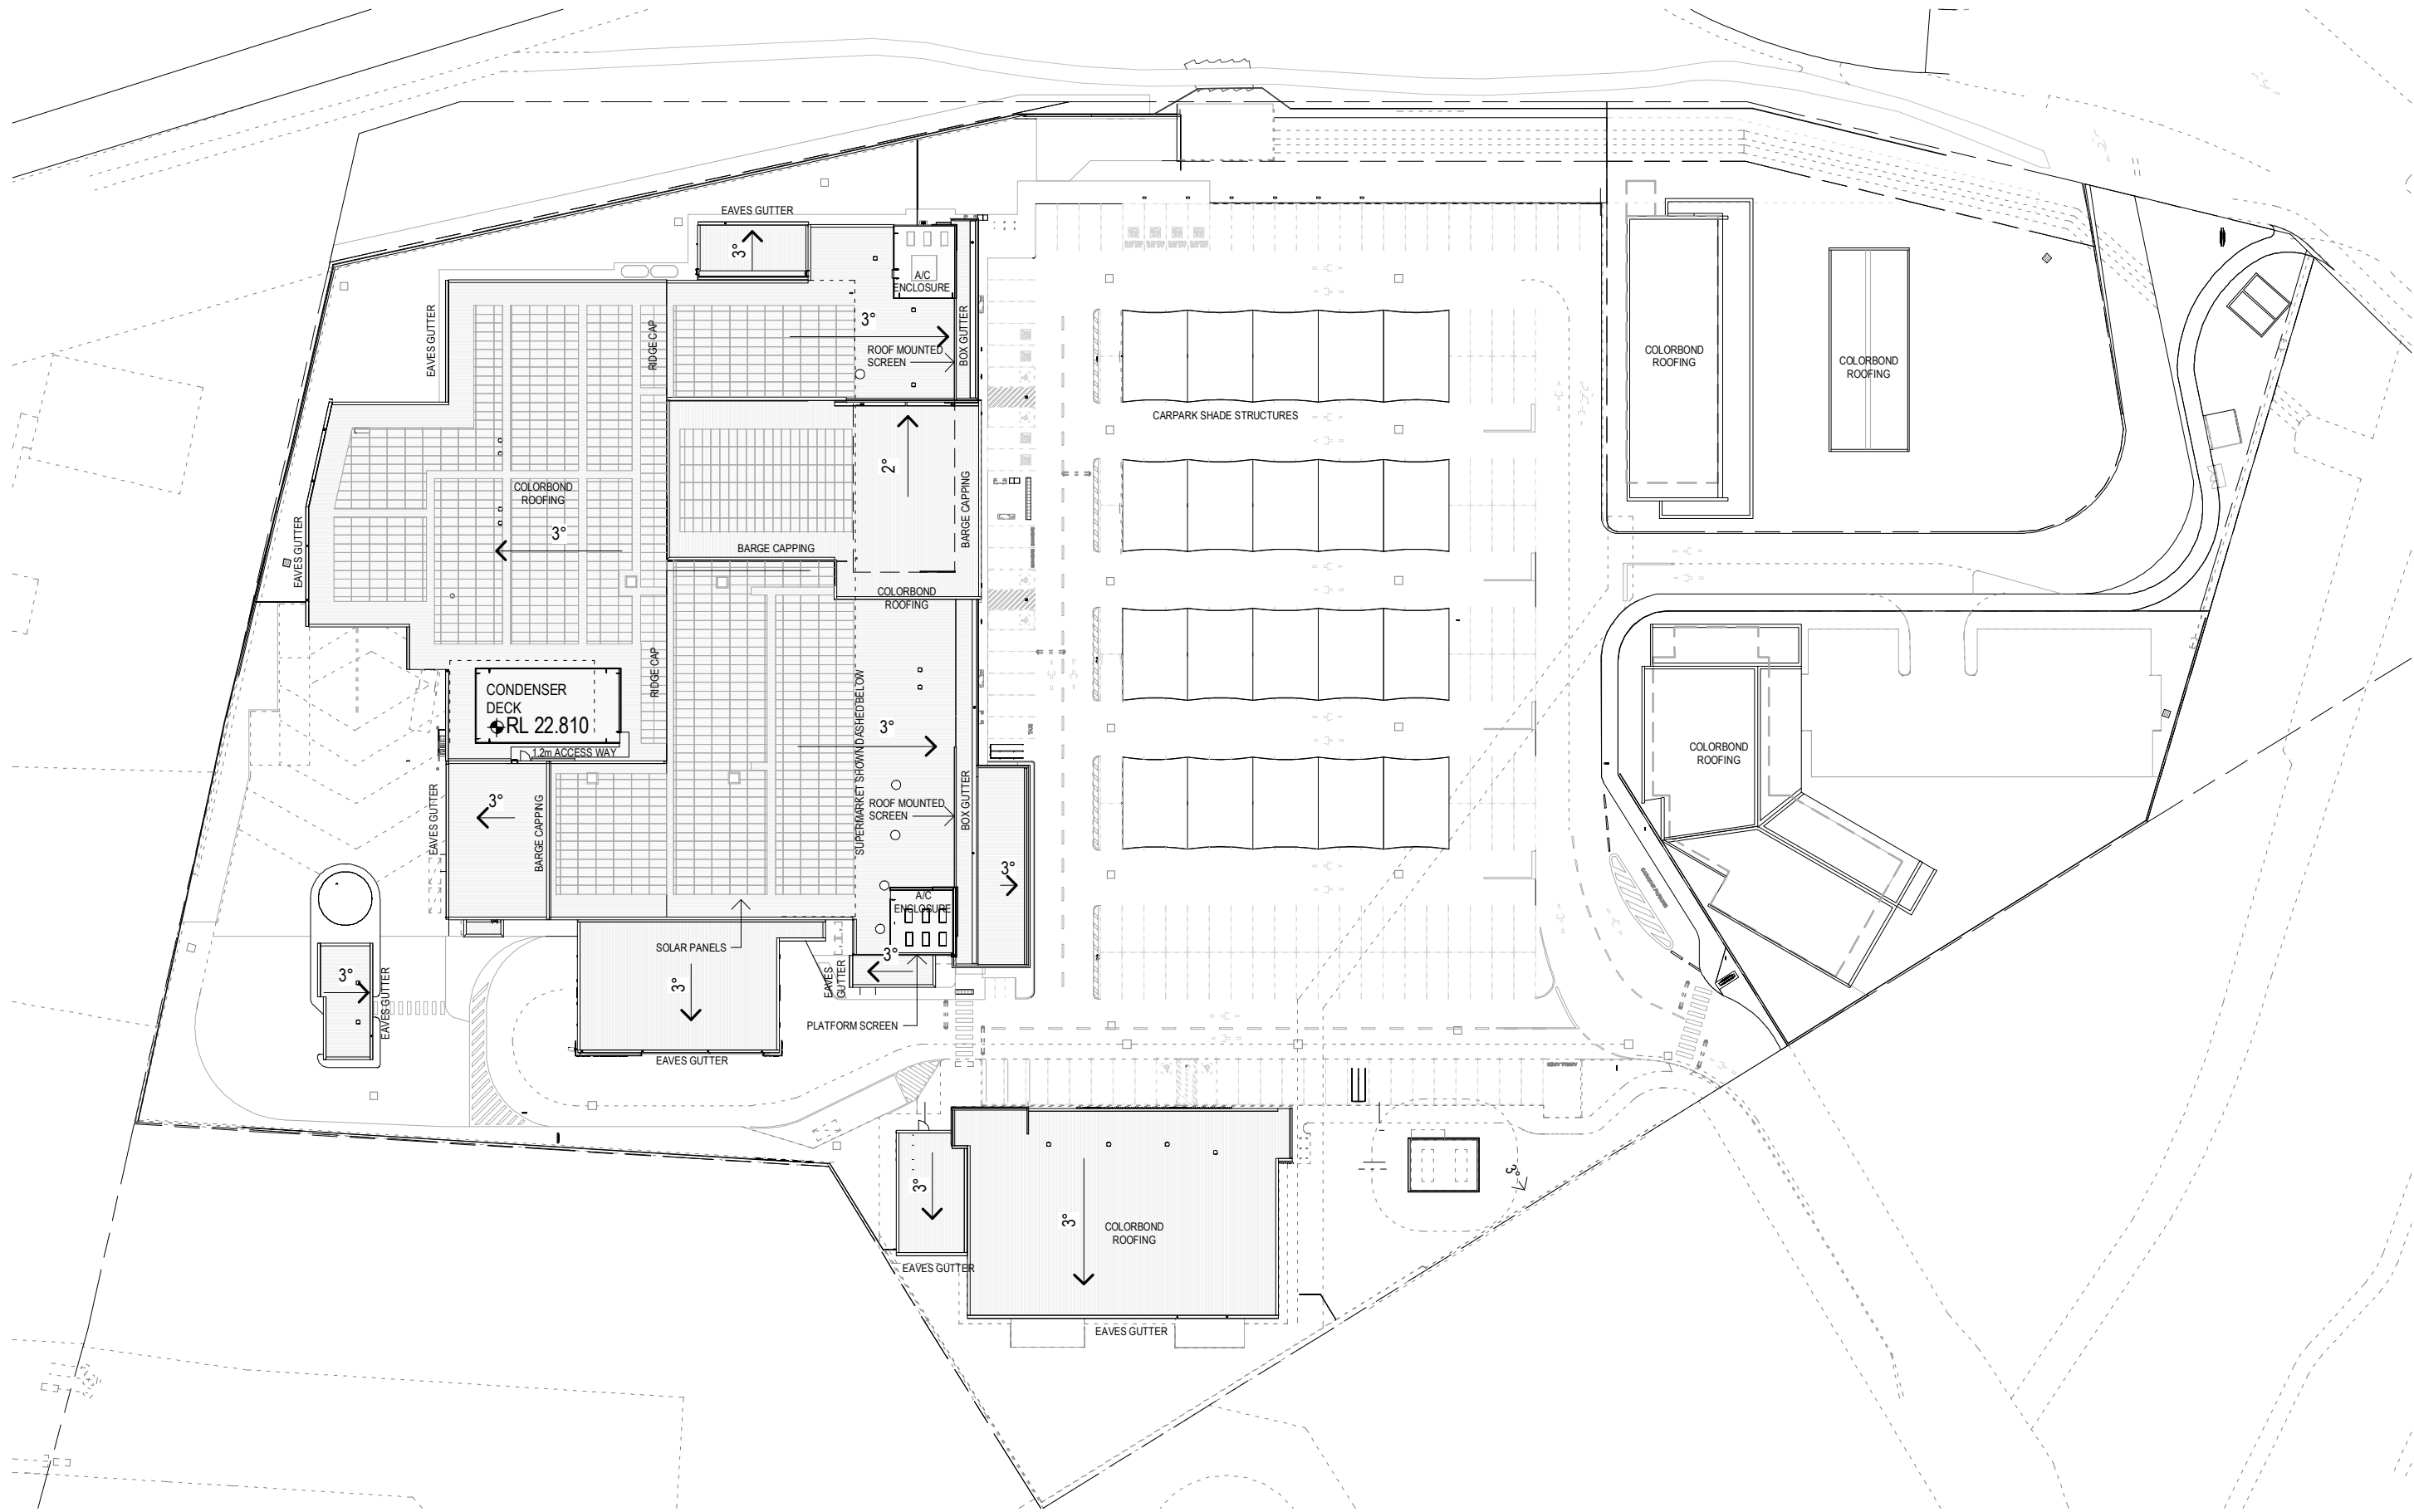 EAVES GUTTER
3°
A/C
ENCLOSURE
EAVES GUTTER
RIDGE CAP
3°
ROOF MOUNTED
SCREEN
BOX GUTTER
COLORBOND
ROOFING
COLORBOND
ROOFING
CARPARK SHADE STRUCTURES
2°
BARGE CAPPING
COLORBOND
ROOFING
3°
EAVES GUTTER
BARGE CAPPING
COLORBOND
ROOFING
RIDGE CAP
SUPERMARKET SHOWN DASHED BELOW
CONDENSER
DECK
RL 22.810
1.2m ACCESS WAY
3°
TAXI
COLORBOND
ROOFING
EAVES GUTTER
3°
BARGE CAPPING
ROOF MOUNTED
SCREEN
BOX GUTTER
3°
A/C
ENCLOSURE
SOLAR PANELS
3°
3°
EAVES GUTTER
3°
EAVES
GUTTER
PLATFORM SCREEN
EAVES GUTTER
3°
3°
COLORBOND
ROOFING
3°
EAVES GUTTER
EAVES GUTTER